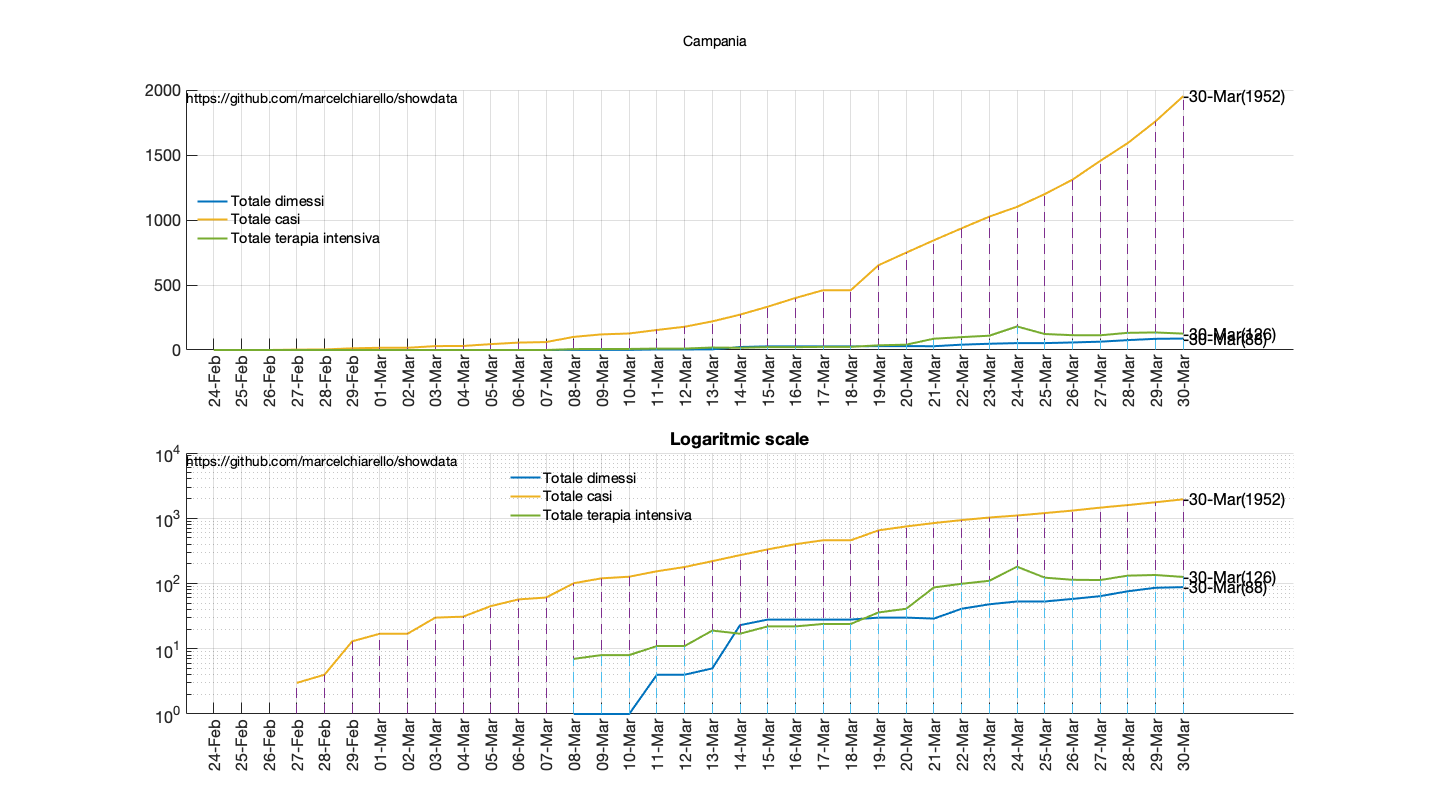 Campania
2000
https://github.com/marcelchiarello/showdata
-30-Mar(1952)
1500
1000
500
0
Totale dimessi
Totale casi
Totale terapia intensiva
-30-Mar(126)
-30-Mar(88)
24-Feb
25-Feb
26-Feb
27-Feb
28-Feb
29-Feb
01-Mar
02-Mar
03-Mar
04-Mar
05-Mar
06-Mar
07-Mar
08-Mar
09-Mar
10-Mar
11-Mar
12-Mar
13-Mar
14-Mar
15-Mar
16-Mar
17-Mar
18-Mar
19-Mar
20-Mar
21-Mar
22-Mar
23-Mar
24-Mar
25-Mar
26-Mar
27-Mar
28-Mar
29-Mar
30-Mar
Logaritmic scale
10^4
https://github.com/marcelchiarello/showdata
Totale dimessi
Totale casi
Totale terapia intensiva
-30-Mar(1952)
10^3
10^2
10^1
10^0
-30-Mar(126)
-30-Mar(88)
24-Feb
25-Feb
26-Feb
27-Feb
28-Feb
29-Feb
01-Mar
02-Mar
03-Mar
04-Mar
05-Mar
06-Mar
07-Mar
08-Mar
09-Mar
10-Mar
11-Mar
12-Mar
13-Mar
14-Mar
15-Mar
16-Mar
17-Mar
18-Mar
19-Mar
20-Mar
21-Mar
22-Mar
23-Mar
24-Mar
25-Mar
26-Mar
27-Mar
28-Mar
29-Mar
30-Mar